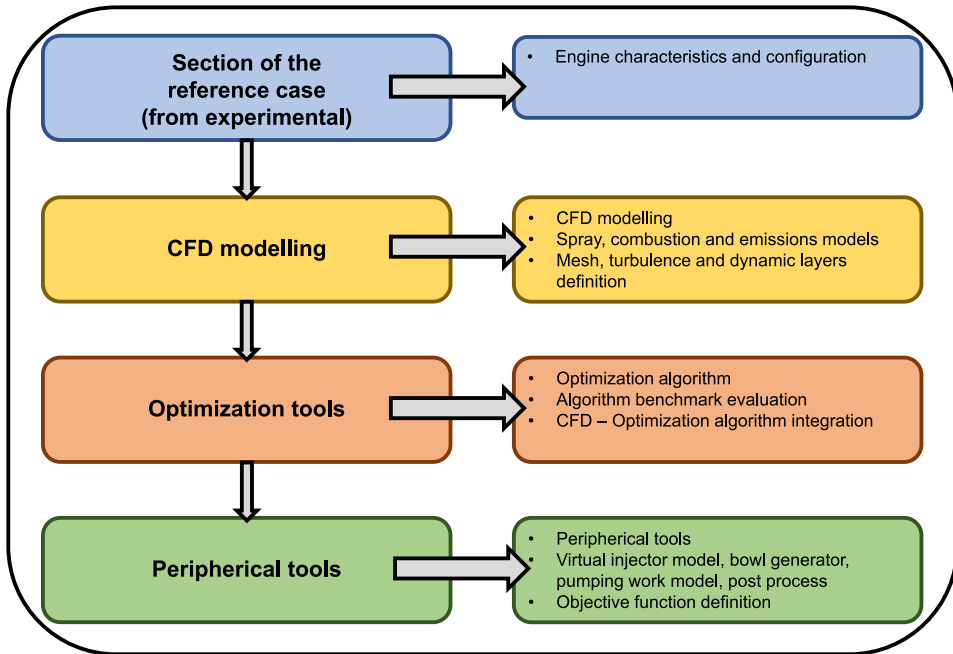 Section of the
reference case
(from experimental)
• Engine characteristics and configuration
CFD modelling
• CFD modelling
• Spray, combustion and emissions models
• Mesh, turbulence and dynamic layers
definition
Optimization tools
• Optimization algorithm
• Algorithm benchmark evaluation
• CFD – Optimization algorithm integration
Peripherical tools
• Peripherical tools
• Virtual injector model, bowl generator,
pumping work model, post process
• Objective function definition